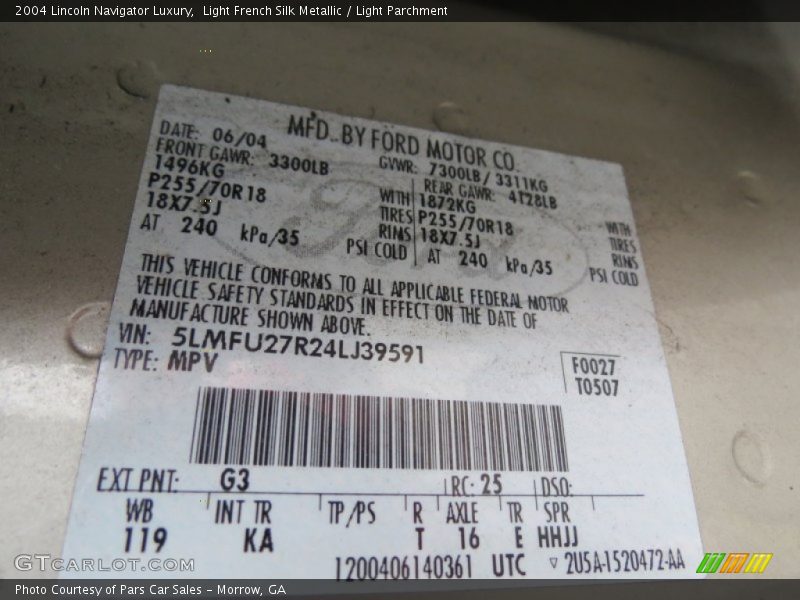 2004 Lincoln Navigator Luxury,  Light French Silk Metallic / Light Parchment
MFD. BY FORD MOTOR CO.
DATE: 06/04 GVWR: 7300LB / 3311KG
FRONT GAWR: 3300LB REAR GAWR: 4128LB
1496KG WITH 1872KG WITH
P255/70R18 TIRES P255/70R18 TIRES
18X7.5J RIMS 18X7.5J RIMS
AT 240 kPa/35 PSI COLD AT 240 kPa/35 PSI COLD
THIS VEHICLE CONFORMS TO ALL APPLICABLE FEDERAL MOTOR
VEHICLE SAFETY STANDARDS IN EFFECT ON THE DATE OF
MANUFACTURE SHOWN ABOVE.
VIN: 5LMFU27R24LJ39591
TYPE: MPV
F0027
T0507
EXT PNT: G3 RC: 25 DSO:
WB INT TR TP/PS R AXLE TR SPR
119 KA T 16 E HHJJ
1200406140361 UTC ▽ 2U5A-1520472-AA
GTCARLOT.COM
Photo Courtesy of Pars Car Sales – Morrow, GA